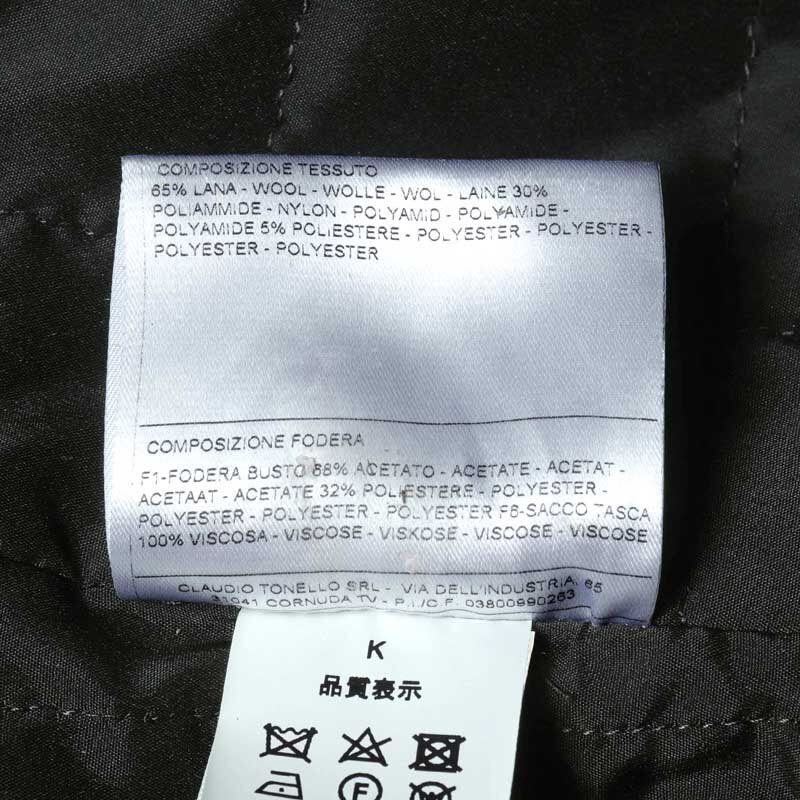 COMPOSIZIONE TESSUTO
65% LANA - WOOL - WOLLE - WOL - LAINE 30%
POLIAMMIDE - NYLON - POLYAMID - POLYAMIDE -
POLYAMIDE 5% POLIESTERE - POLYESTER - POLYESTER -
POLYESTER - POLYESTER
COMPOSIZIONE FODERA
F1-FODERA BUSTO 68% ACETATO - ACETATE - ACETAT -
ACETAAT - ACETATE 32% POLIESTERE - POLYESTER -
POLYESTER - POLYESTER - POLYESTER F6-SACCO TASCA
100% VISCOSA - VISCOSE - VISKOSE - VISCOSE - VISCOSE
CLAUDIO TONELLO SRL - VIA DELL'INDUSTRIA, 65
31041 CORNUDA TV - P.I./C.F. 03800990263
K
品質表示
F